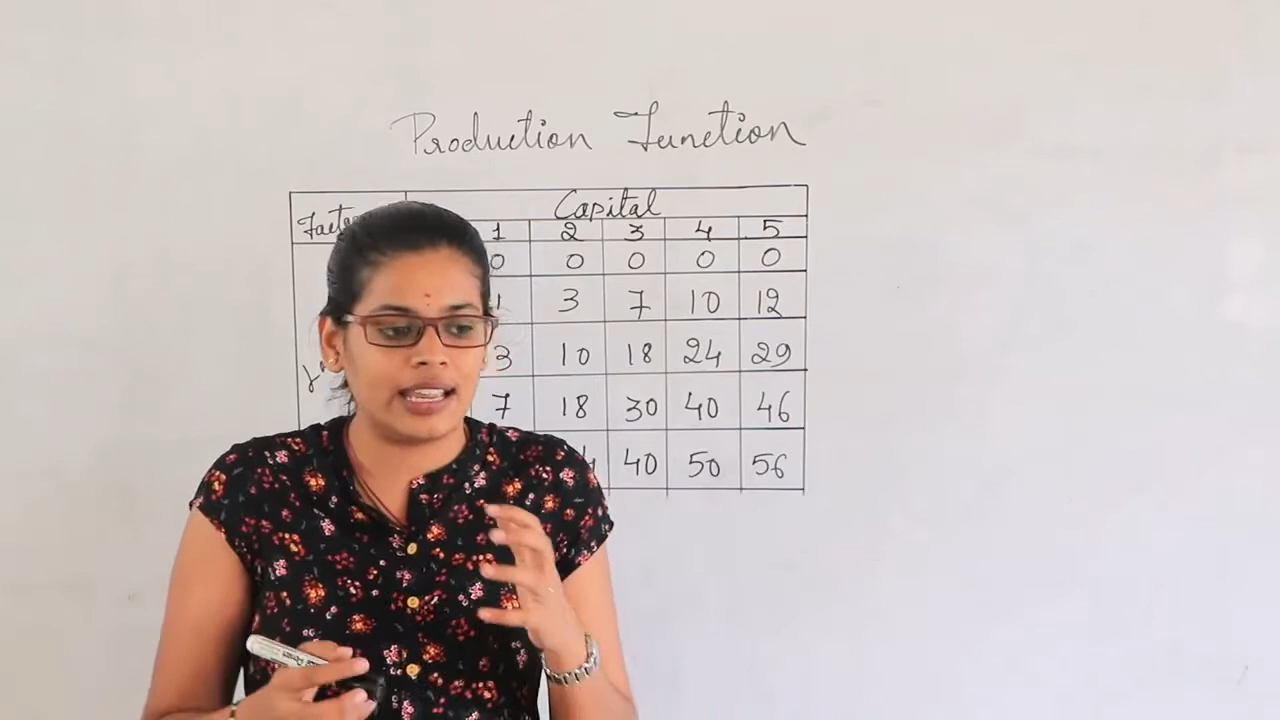 Production Function
Capital
1 2 3 4 5
0 0 0 0 0
1 3 7 10 12
3 10 18 24 29
7 18 30 40 46
40 50 56